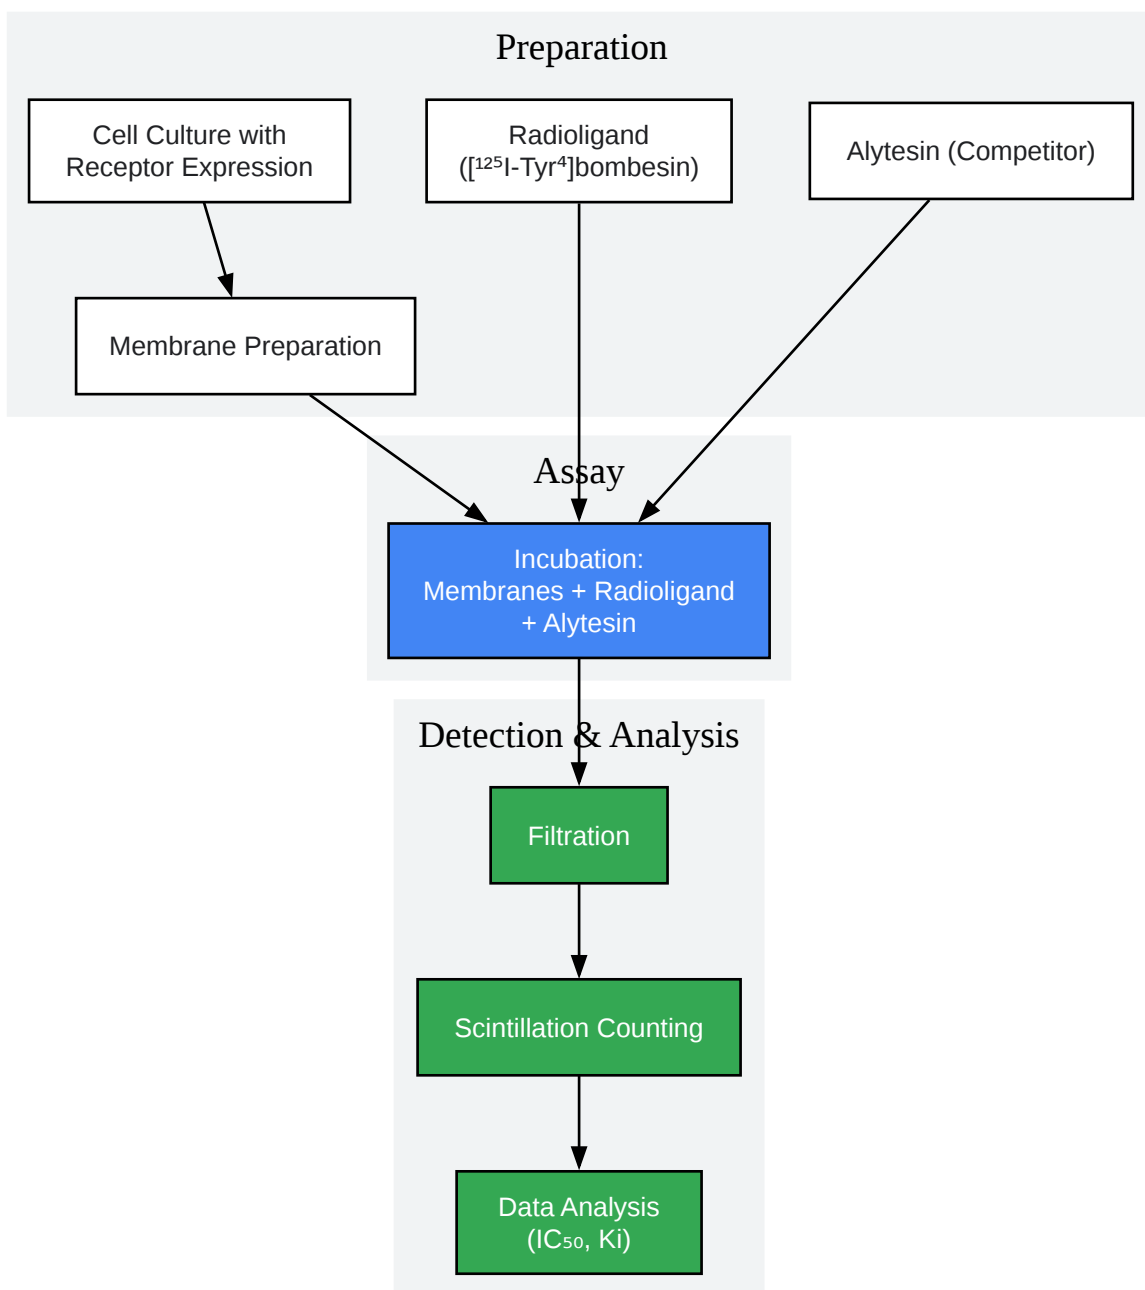 Preparation
Cell Culture with
Receptor Expression
Radioligand
([¹²⁵I-Tyr⁴]bombesin)
Alytesin (Competitor)
Membrane Preparation
Assay
Incubation:
Membranes + Radioligand
+ Alytesin
Detection & Analysis
Filtration
Scintillation Counting
Data Analysis
(IC₅₀, Ki)